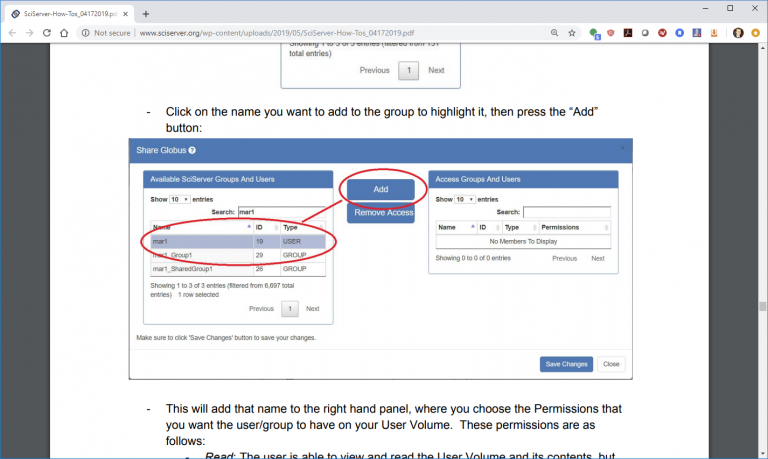 SciServer-How-Tos_04172019.pdf
Not secure | www.sciserver.org/wp-content/uploads/2019/05/SciServer-How-Tos_04172019.pdf
Showing 1 to 3 of 3 entries (filtered from 151
total entries)
Previous 1 Next
- Click on the name you want to add to the group to highlight it, then press the “Add”
button:
Share Globus
Available SciServer Groups And Users
Show 10 entries
Search: mar1
Name ID Type
mar1 19 USER
mar1_Group1 29 GROUP
mar1_SharedGroup1 26 GROUP
Showing 1 to 3 of 3 entries (filtered from 6,697 total
entries) 1 row selected
Previous 1 Next
Add
Remove Access
Access Groups And Users
Show 10 entries
Search:
Name ID Type Permissions
No Members To Display
Showing 0 to 0 of 0 entries Previous Next
Make sure to click 'Save Changes' button to save your changes.
Save Changes Close
- This will add that name to the right hand panel, where you choose the Permissions that
you want the user/group to have on your User Volume. These permissions are as
follows:
- Read: The user is able to view and read the User Volume and its contents, but